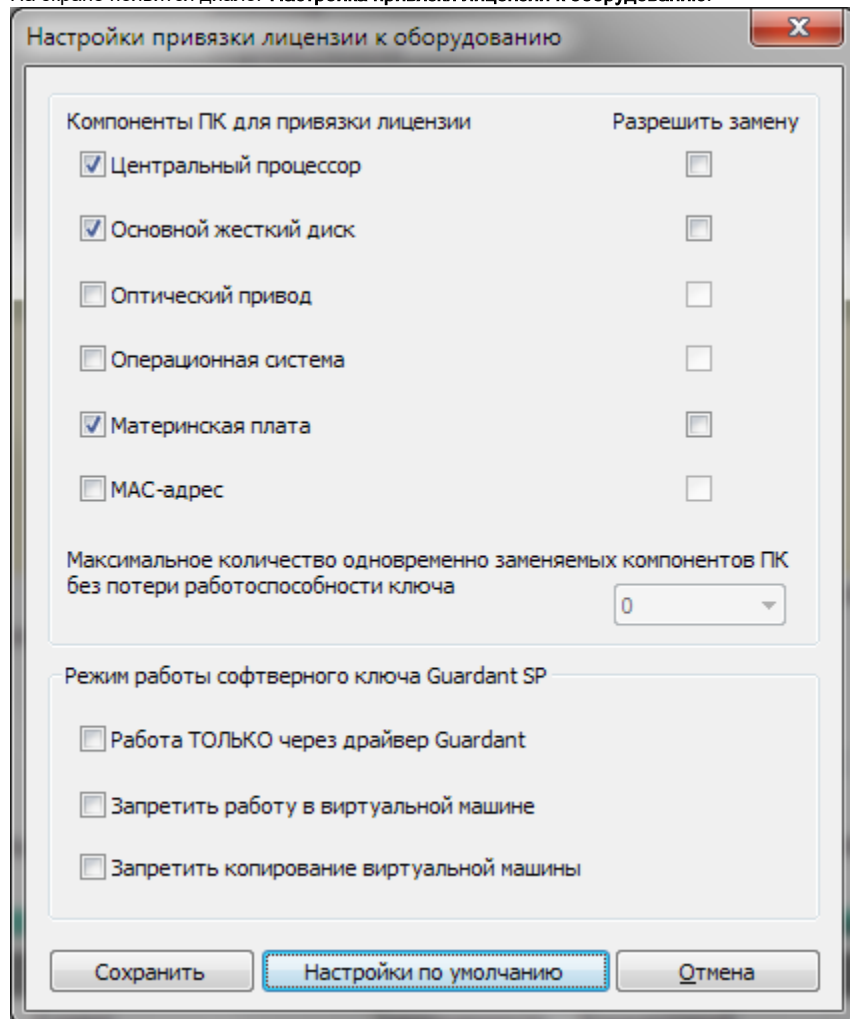 Настройки привязки лицензии к оборудованию
Компоненты ПК для привязки лицензии Разрешить замену
Центральный процессор
Основной жесткий диск
Оптический привод
Операционная система
Материнская плата
MAC-адрес
Максимальное количество одновременно заменяемых компонентов ПК
без потери работоспособности ключа
0
Режим работы софтверного ключа Guardant SP
Работа ТОЛЬКО через драйвер Guardant
Запретить работу в виртуальной машине
Запретить копирование виртуальной машины
Сохранить Настройки по умолчанию Отмена